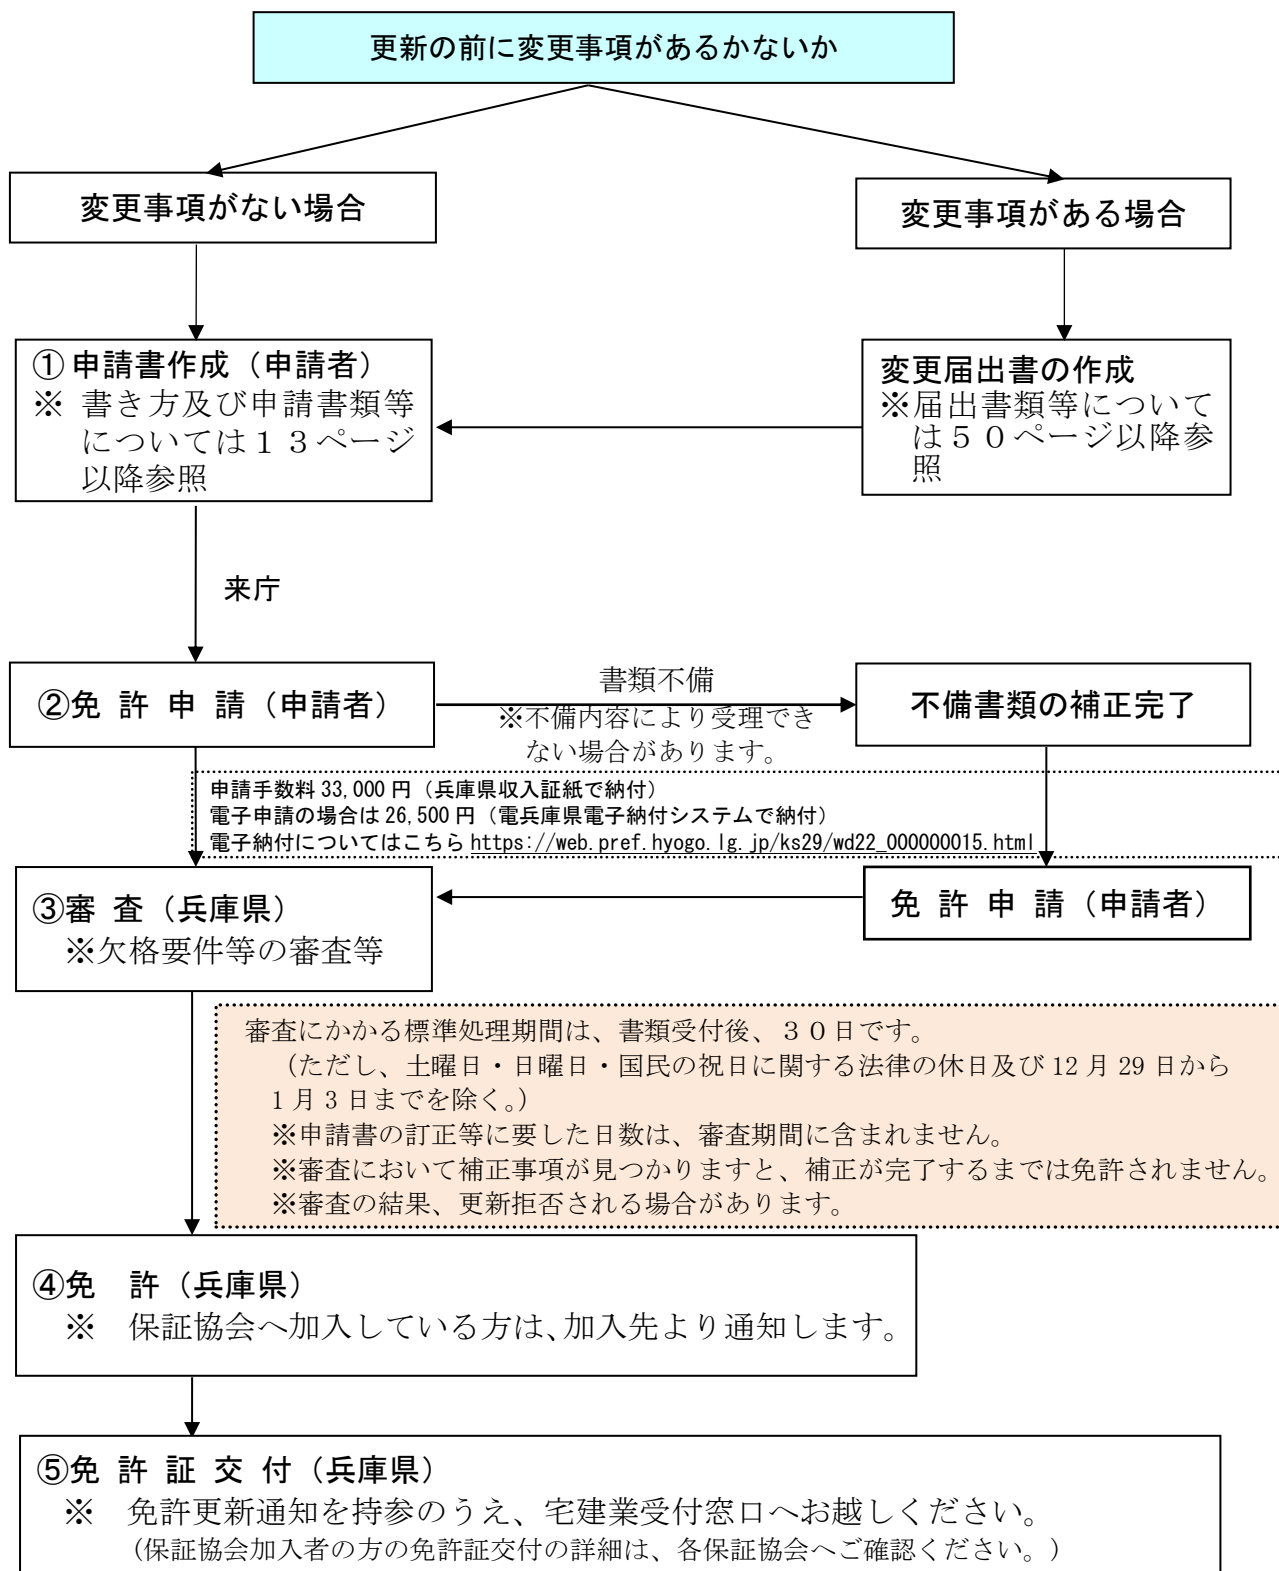 更新の前に変更事項があるかないか
変更事項がない場合
変更事項がある場合
①申請書作成（申請者）
※ 書き方及び申請書類等
については１３ページ
以降参照
変更届出書の作成
※届出書類等について
は５０ページ以降参
照
来庁
②免 許 申 請（申請者）
書類不備
※不備内容により受理でき
ない場合があります。
不備書類の補正完了
申請手数料 33,000 円（兵庫県収入証紙で納付）
電子申請の場合は 26,500 円（電兵庫県電子納付システムで納付）
電子納付についてはこちら https://web.pref.hyogo.lg.jp/ks29/wd22_000000015.html
③審 査（兵庫県）
※欠格要件等の審査等
免 許 申 請（申請者）
審査にかかる標準処理期間は、書類受付後、３０日です。
（ただし、土曜日・日曜日・国民の祝日に関する法律の休日及び 12 月 29 日から
1 月 3 日までを除く。）
※申請書の訂正等に要した日数は、審査期間に含まれません。
※審査において補正事項が見つかりますと、補正が完了するまでは免許されません。
※審査の結果、更新拒否される場合があります。
④免　許（兵庫県）
※　保証協会へ加入している方は、加入先より通知します。
⑤免 許 証 交 付（兵庫県）
※　免許更新通知を持参のうえ、宅建業受付窓口へお越しください。
（保証協会加入者の方の免許証交付の詳細は、各保証協会へご確認ください。）